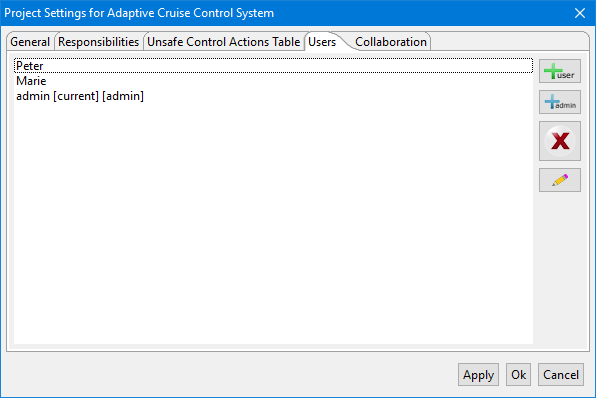 Project Settings for Adaptive Cruise Control System
General Responsibilities Unsafe Control Actions Table Users Collaboration
Peter
Marie
admin [current] [admin]
user
admin
Apply Ok Cancel